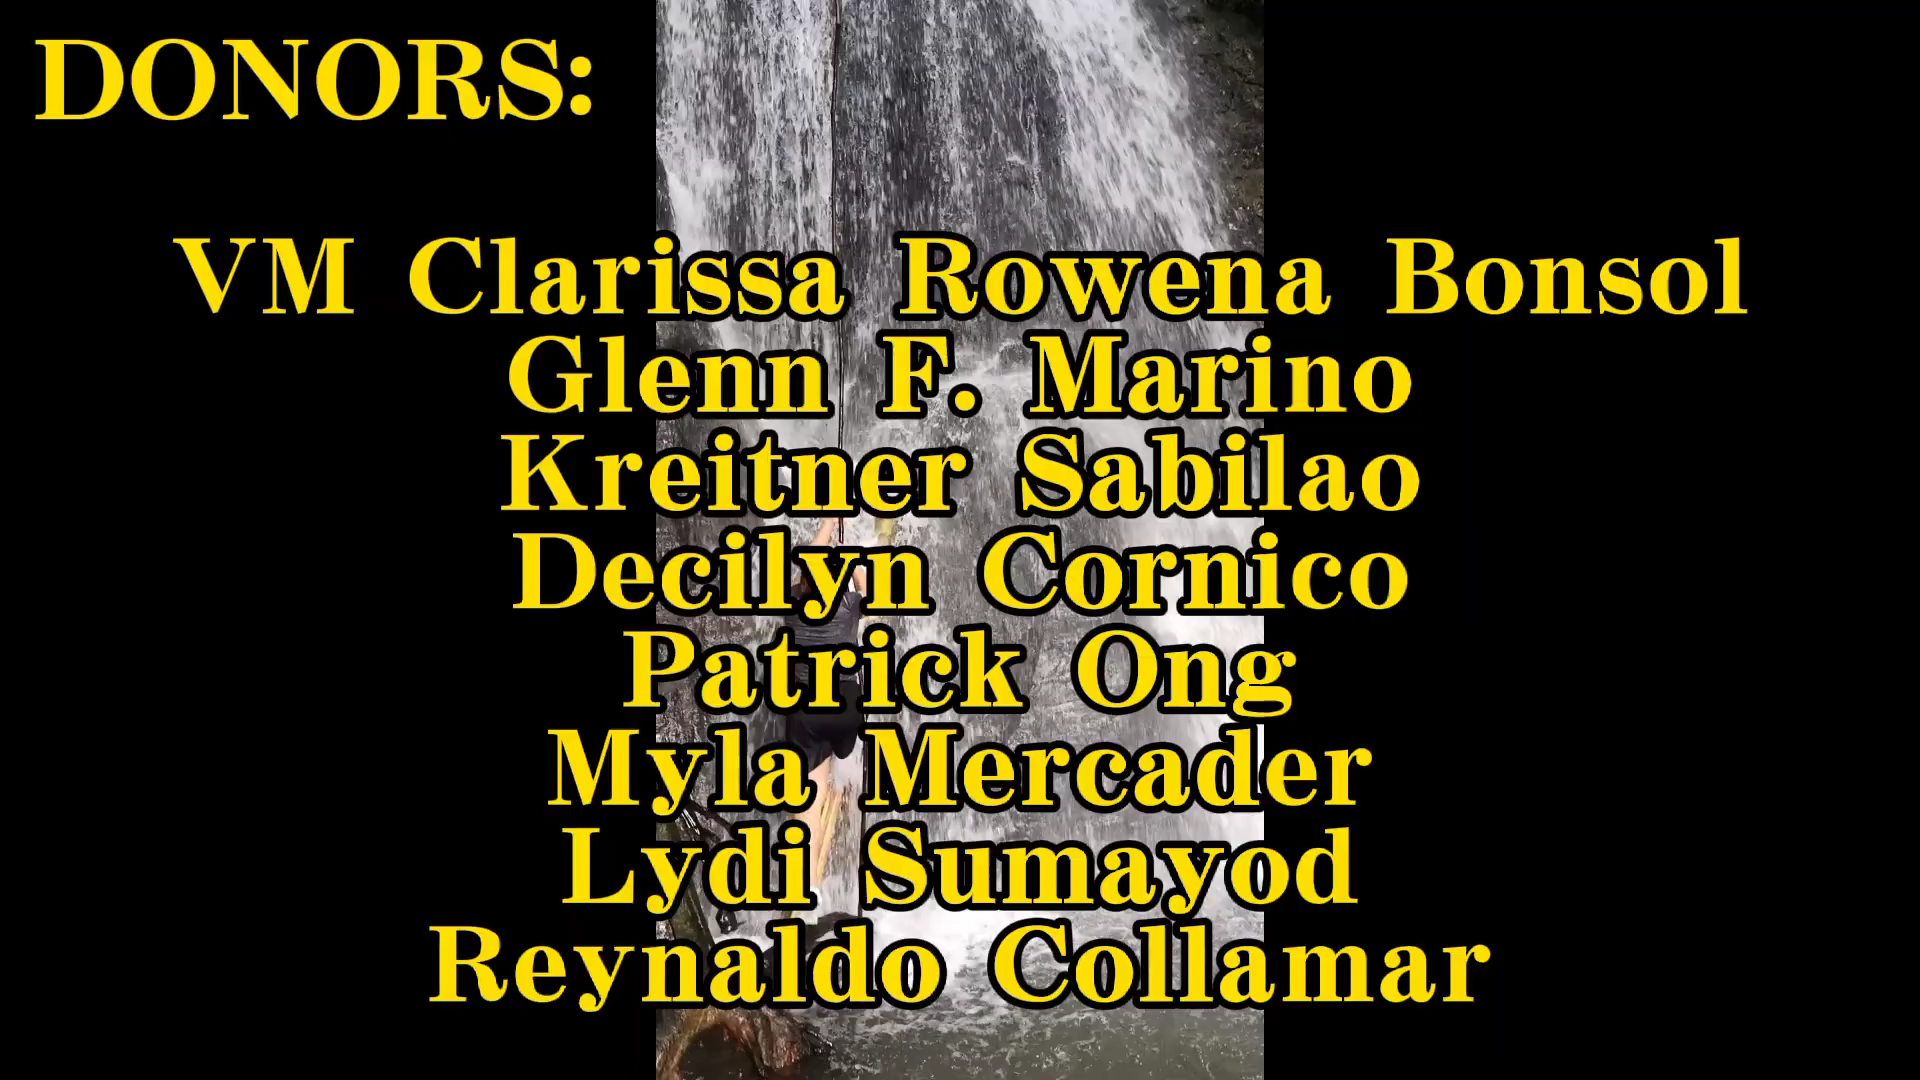 DONORS:
VM Clarissa Rowena Bonsol
Glenn F. Marino
Kreitner Sabilao
Decilyn Cornico
Patrick Ong
Myla Mercader
Lydi Sumayod
Reynaldo Collamar